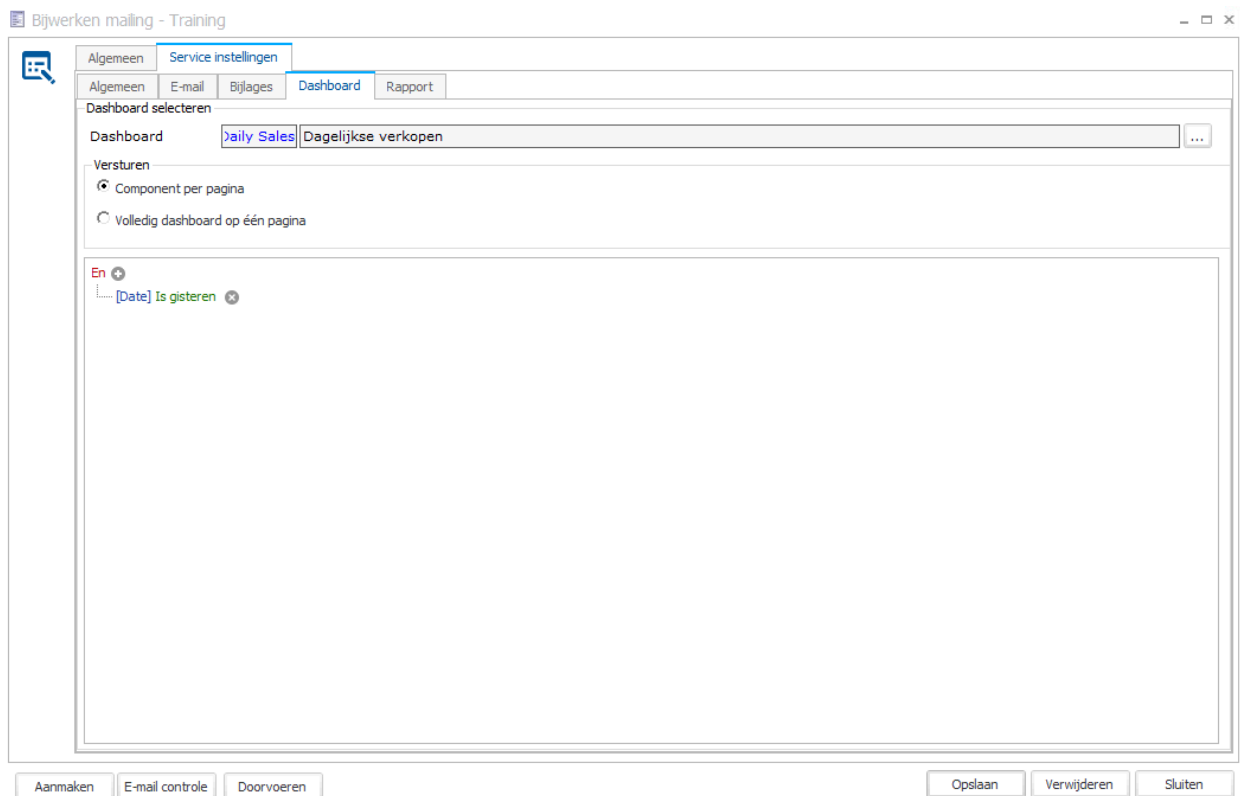 Bijwerken mailing - Training
Algemeen Service instellingen
Algemeen E-mail Bijlages Dashboard Rapport
Dashboard selecteren
Dashboard Daily Sales Dagelijkse verkopen ...
Versturen
Component per pagina
Volledig dashboard op één pagina
En
[Date] Is gisteren
Aanmaken E-mail controle Doorvoeren Opslaan Verwijderen Sluiten